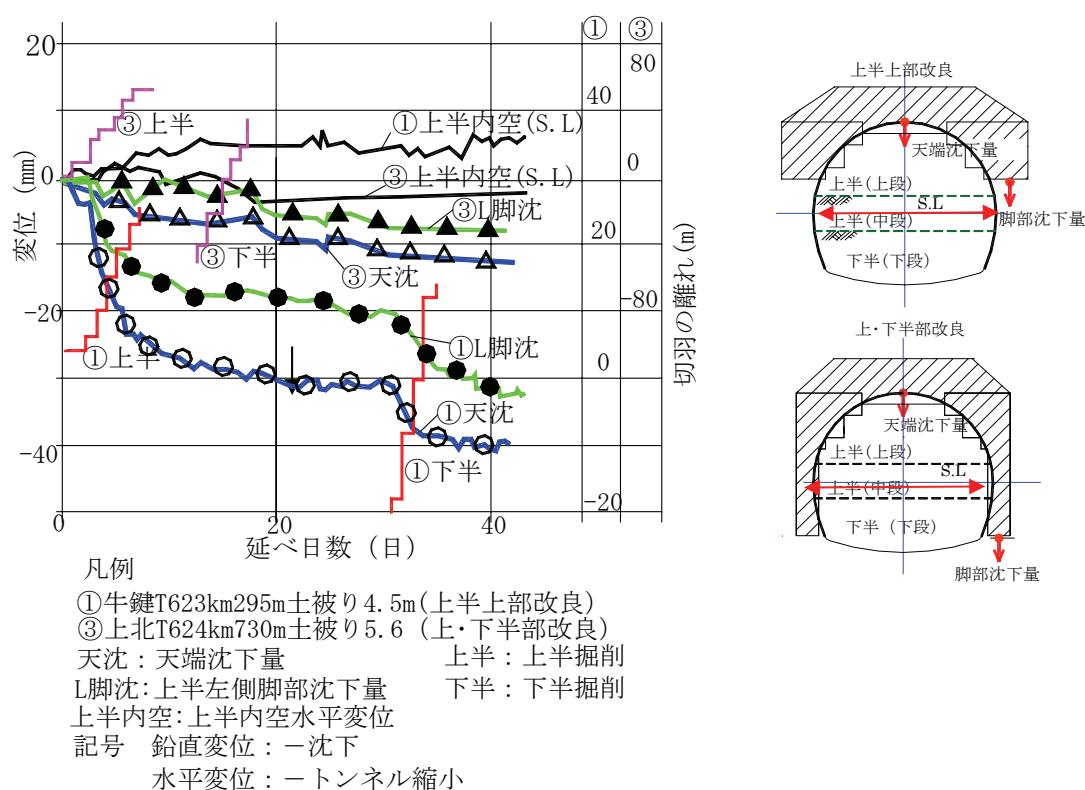 ① ③
20
80
40
③上半
①上半内空(S.L)
変位 (mm)
0
0
③上半内空(S.L)
③L脚沈
20
③下半
③天沈
-20
-80
切羽の離れ(m)
①上半
①L脚沈
0
①天沈
-40
①下半
-20
0
20
40
延べ日数 (日)
凡例
①牛鍵T623km295m土被り4.5m(上半上部改良)
③上北T624km730m土被り5.6 (上・下半部改良)
天沈：天端沈下量 上半：上半掘削
L脚沈：上半左側脚部沈下量 下半：下半掘削
上半内空：上半内空水平変位
記号 鉛直変位：－沈下
水平変位：－トンネル縮小
上半上部改良
天端沈下量
上半(上段)
S.L
上半(中段)
脚部沈下量
下半(下段)
上・下半部改良
天端沈下量
上半(上段)
S.L
上半(中段)
下半 (下段)
脚部沈下量